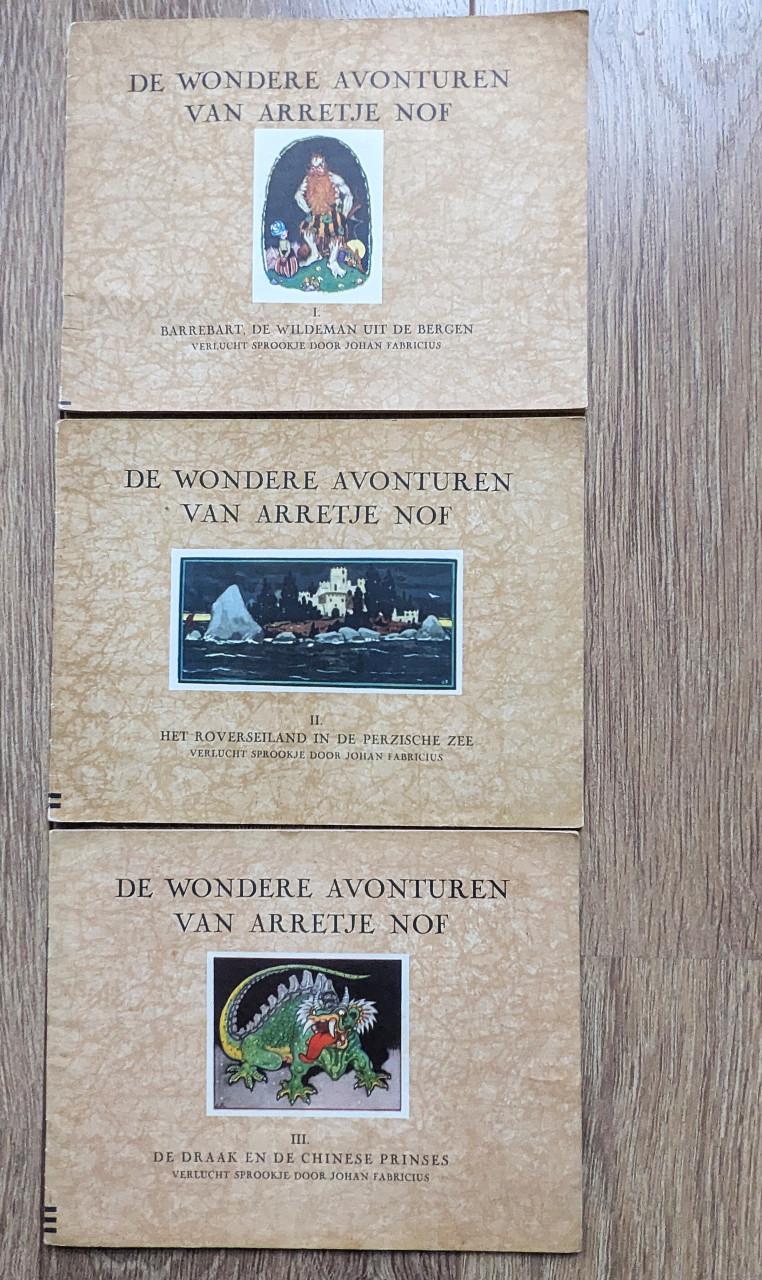 DE WONDERE AVONTUREN
VAN ARRETJE NOF
I.
BARREBART, DE WILDEMAN UIT DE BERGEN
VERLUCHT SPROOKJE DOOR JOHAN FABRICIUS
DE WONDERE AVONTUREN
VAN ARRETJE NOF
II.
HET ROVERSEILAND IN DE PERZISCHE ZEE
VERLUCHT SPROOKJE DOOR JOHAN FABRICIUS
DE WONDERE AVONTUREN
VAN ARRETJE NOF
III.
DE DRAAK EN DE CHINESE PRINSES
VERLUCHT SPROOKJE DOOR JOHAN FABRICIUS